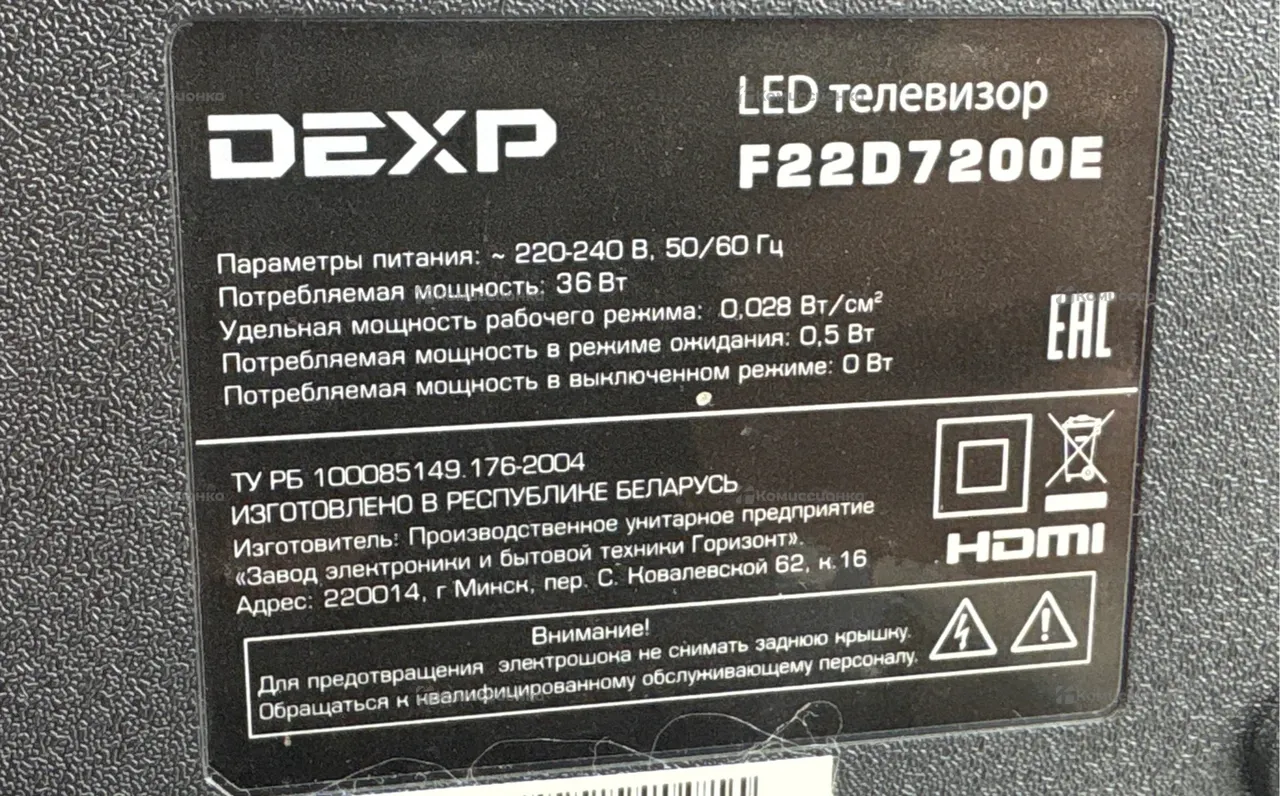 DEXP
LED телевизор
F22D7200E
Параметры питания: ~ 220-240 В, 50/60 Гц
Потребляемая мощность: 36 Вт
Удельная мощность рабочего режима: 0,028 Вт/см²
Потребляемая мощность в режиме ожидания: 0,5 Вт
Потребляемая мощность в выключенном режиме: 0 Вт
EAC
ТУ РБ 100085149.176-2004
ИЗГОТОВЛЕНО В РЕСПУБЛИКЕ БЕЛАРУСЬ
Изготовитель: Производственное унитарное предприятие
«Завод электроники и бытовой техники Горизонт».
Адрес: 220014, г Минск, пер. С. Ковалевской 62, к.16
HDMI
Внимание!
Для предотвращения электрошока не снимать заднюю крышку.
Обращаться к квалифицированному обслуживающему персоналу.
Комиссионка